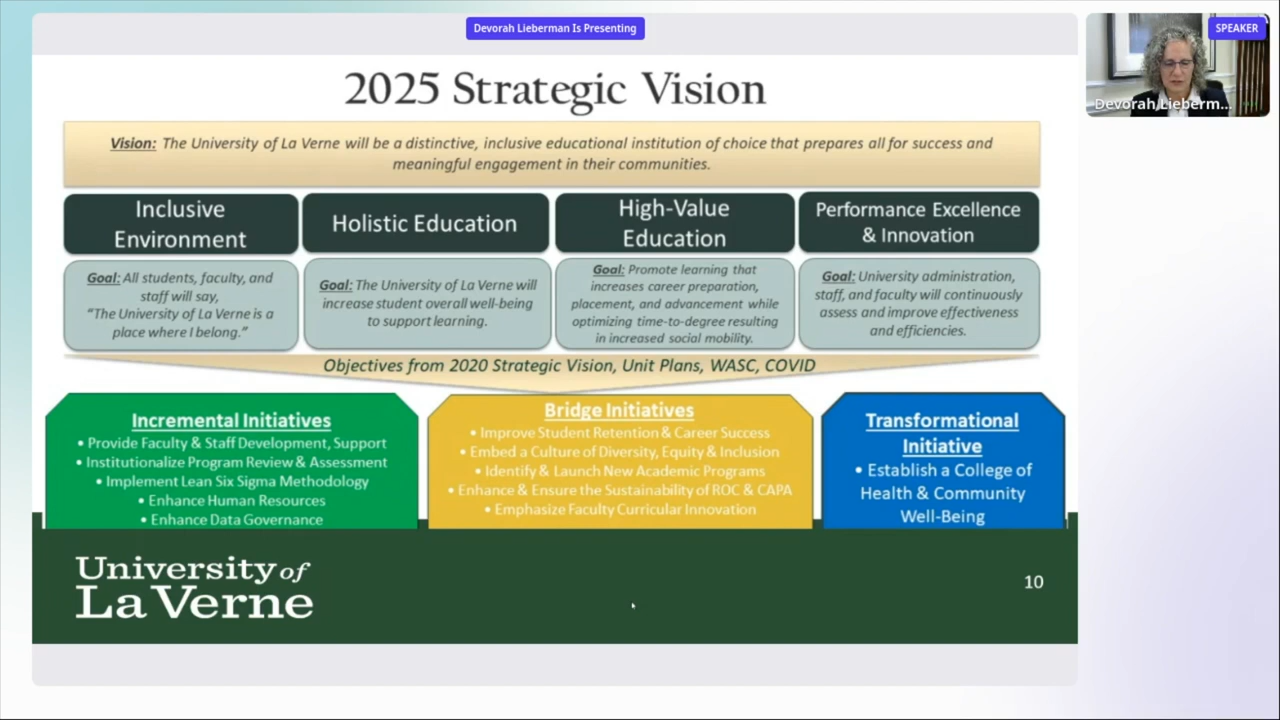 Devorah Lieberman Is Presenting
SPEAKER
Devorah Lieberm...
2025 Strategic Vision
Vision: The University of La Verne will be a distinctive, inclusive educational institution of choice that prepares all for success and
meaningful engagement in their communities.
Inclusive
Environment
Goal: All students, faculty, and
staff will say,
“The University of La Verne is a
place where I belong.”
Holistic Education
Goal: The University of La Verne will
increase student overall well-being
to support learning.
High-Value
Education
Goal: Promote learning that
increases career preparation,
placement, and advancement while
optimizing time-to-degree resulting
in increased social mobility.
Performance Excellence
& Innovation
Goal: University administration,
staff, and faculty will continuously
assess and improve effectiveness
and efficiencies.
Objectives from 2020 Strategic Vision, Unit Plans, WASC, COVID
Incremental Initiatives
• Provide Faculty & Staff Development, Support
• Institutionalize Program Review & Assessment
• Implement Lean Six Sigma Methodology
• Enhance Human Resources
• Enhance Data Governance
Bridge Initiatives
• Improve Student Retention & Career Success
• Embed a Culture of Diversity, Equity & Inclusion
• Identify & Launch New Academic Programs
• Enhance & Ensure the Sustainability of ROC & CAPA
• Emphasize Faculty Curricular Innovation
Transformational
Initiative
• Establish a College of
Health & Community
Well-Being
University of
La Verne
10